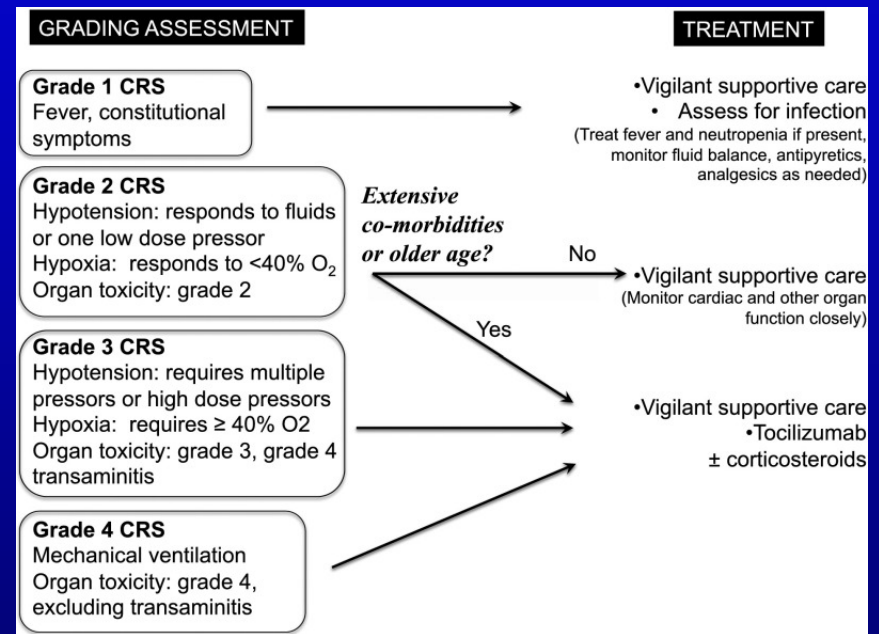 GRADING ASSESSMENT
TREATMENT
Grade 1 CRS
Fever, constitutional
symptoms
•Vigilant supportive care
• Assess for infection
(Treat fever and neutropenia if present,
monitor fluid balance, antipyretics,
analgesics as needed)
Grade 2 CRS
Hypotension: responds to fluids
or one low dose pressor
Hypoxia: responds to <40% O₂
Organ toxicity: grade 2
Extensive
co-morbidities
or older age?
No
Yes
•Vigilant supportive care
(Monitor cardiac and other organ
function closely)
Grade 3 CRS
Hypotension: requires multiple
pressors or high dose pressors
Hypoxia: requires ≥ 40% O2
Organ toxicity: grade 3, grade 4
transaminitis
•Vigilant supportive care
•Tocilizumab
± corticosteroids
Grade 4 CRS
Mechanical ventilation
Organ toxicity: grade 4,
excluding transaminitis